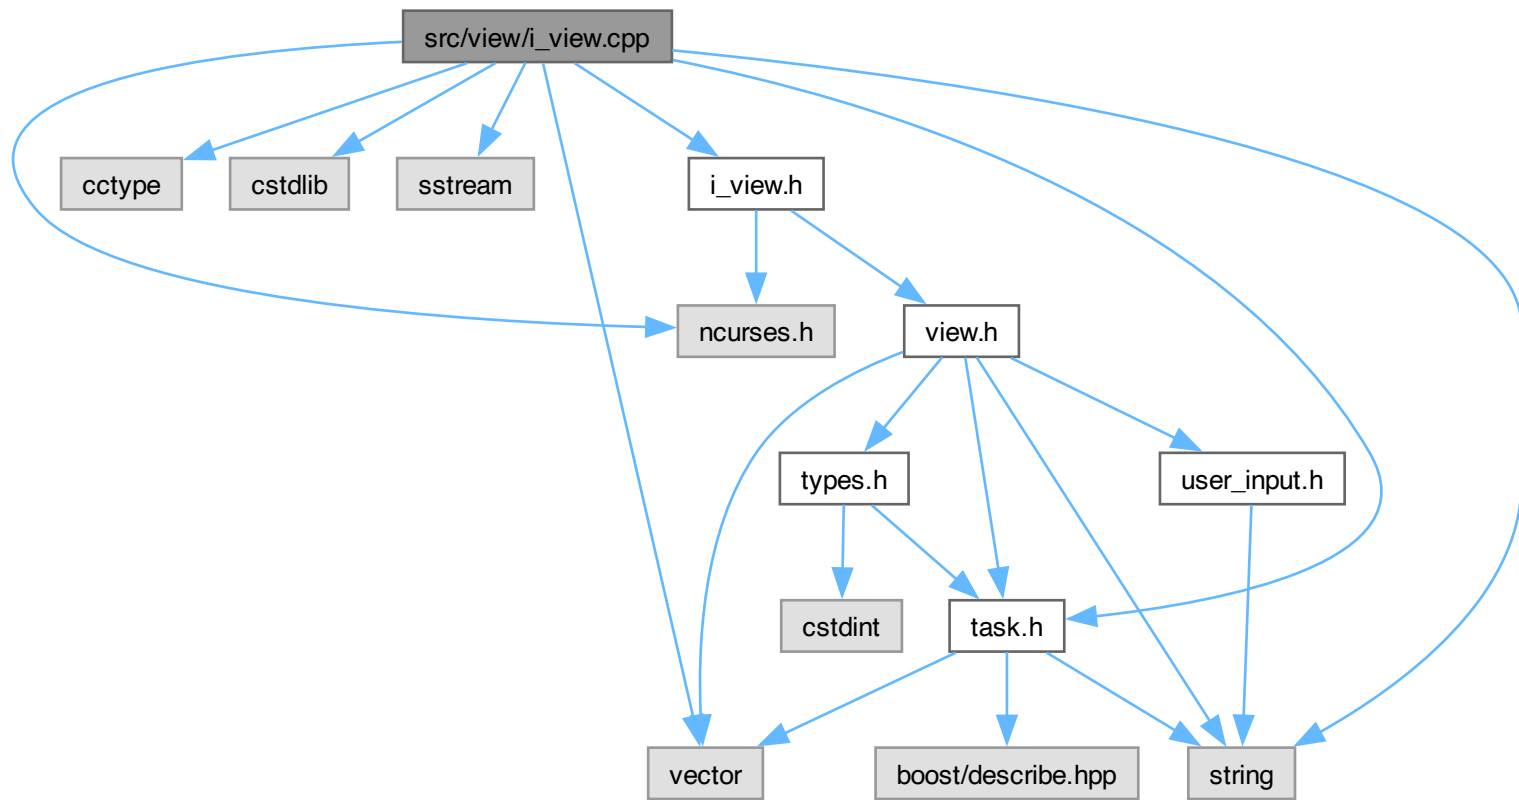 src/view/i_view.cpp
cctype
cstdlib
sstream
i_view.h
ncurses.h
view.h
types.h
user_input.h
cstdint
task.h
vector
boost/describe.hpp
string